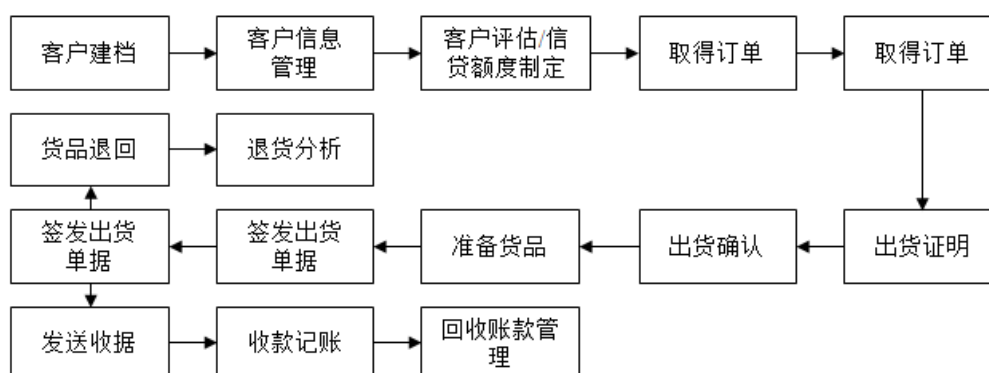 客户建档
客户信息
管理
客户评估/信
贷额度制定
取得订单
取得订单
货品退回
退货分析
签发出货
单据
签发出货
单据
准备货品
出货确认
出货证明
发送收据
收款记账
回收账款管
理